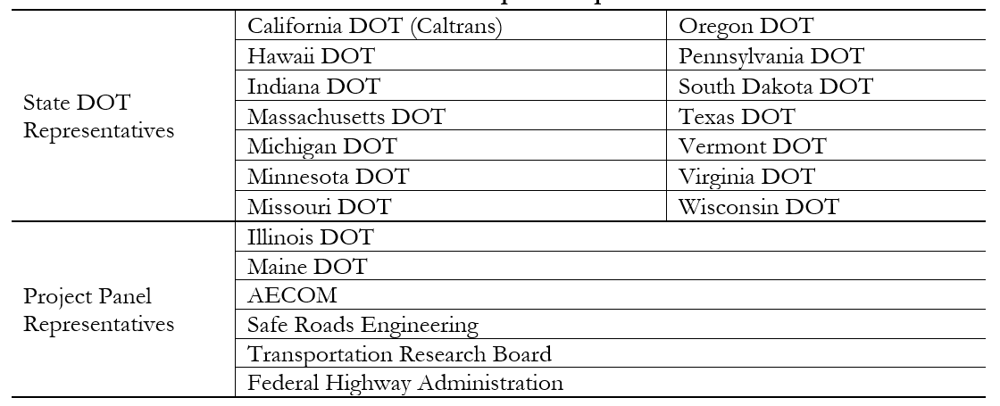 State DOT
Representatives
California DOT (Caltrans)
Oregon DOT
Hawaii DOT
Pennsylvania DOT
Indiana DOT
South Dakota DOT
Massachusetts DOT
Texas DOT
Michigan DOT
Vermont DOT
Minnesota DOT
Virginia DOT
Missouri DOT
Wisconsin DOT
Project Panel
Representatives
Illinois DOT
Maine DOT
AECOM
Safe Roads Engineering
Transportation Research Board
Federal Highway Administration